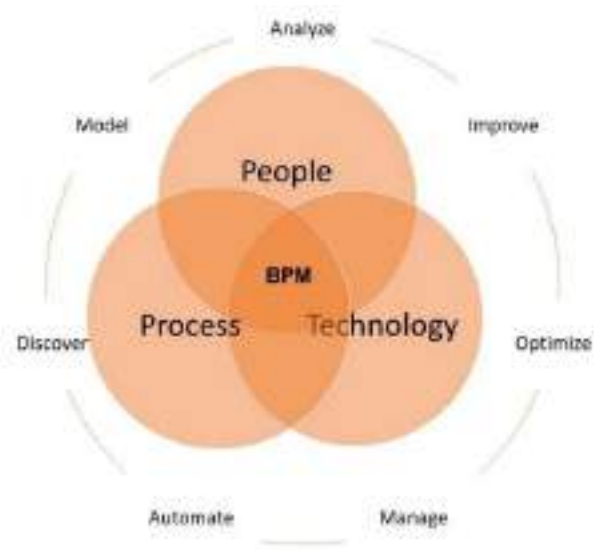 Analyze
Model
Improve
People
BPM
Process
Technology
Discover
Optimize
Automate
Manage